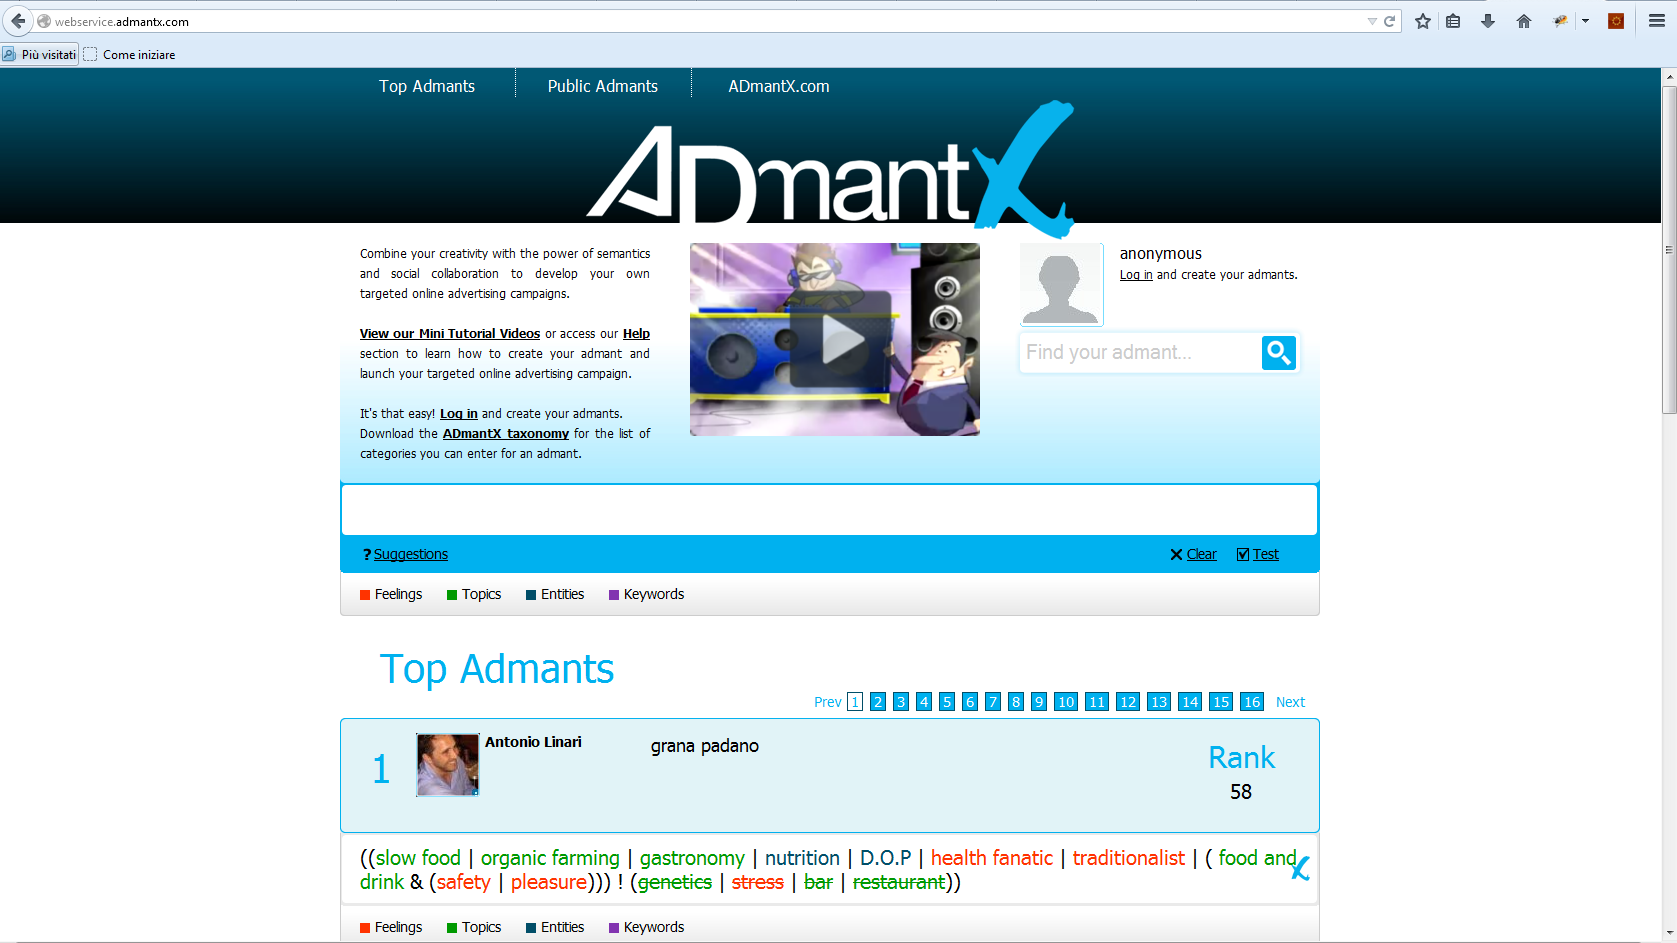 webservice.admantx.com
Più visitati Come iniziare
Top Admants Public Admants ADmantX.com
ADmantX
Combine your creativity with the power of semantics
and social collaboration to develop your own
targeted online advertising campaigns.
View our Mini Tutorial Videos or access our Help
section to learn how to create your admant and
launch your targeted online advertising campaign.
It's that easy! Log in and create your admants.
Download the ADmantX taxonomy for the list of
categories you can enter for an admant.
anonymous
Log in and create your admants.
Find your admant...
? Suggestions Clear Test
Feelings Topics Entities Keywords
Top Admants
Prev 1 2 3 4 5 6 7 8 9 10 11 12 13 14 15 16 Next
1 Antonio Linari grana padano Rank
58
((slow food | organic farming | gastronomy | nutrition | D.O.P | health fanatic | traditionalist | ( food and
drink & (safety | pleasure))) ! (genetics | stress | bar | restaurant))
Feelings Topics Entities Keywords